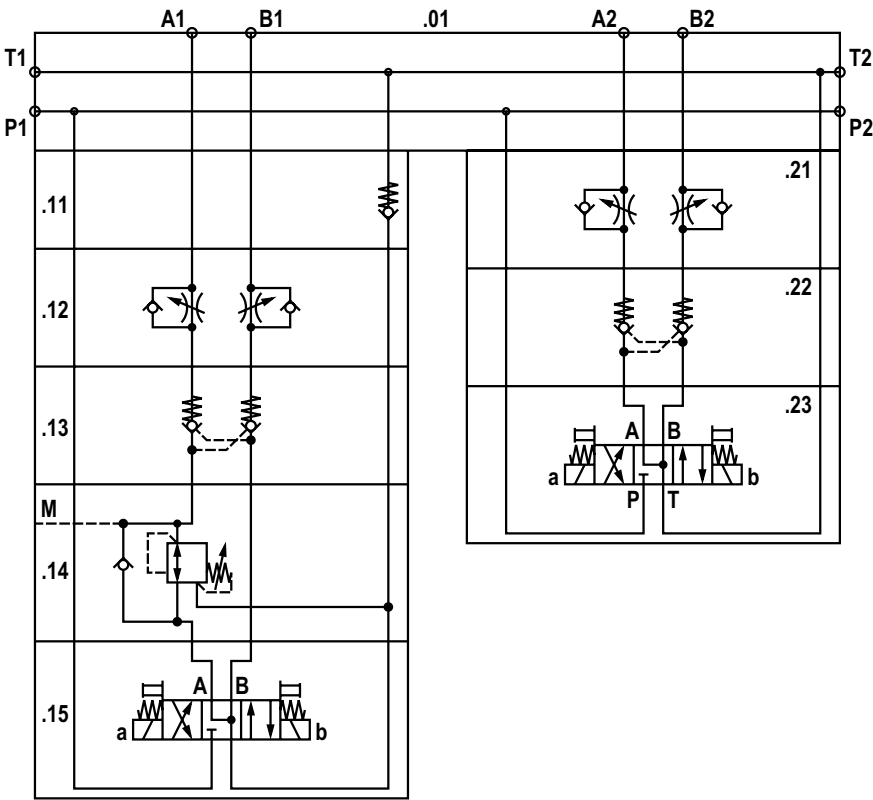 A1 B1 .01 A2 B2
T1 T2
P1 P2
.21
.11
.22
.12
.23
.13
A B
a b
P T
M
.14
A B
.15
a b